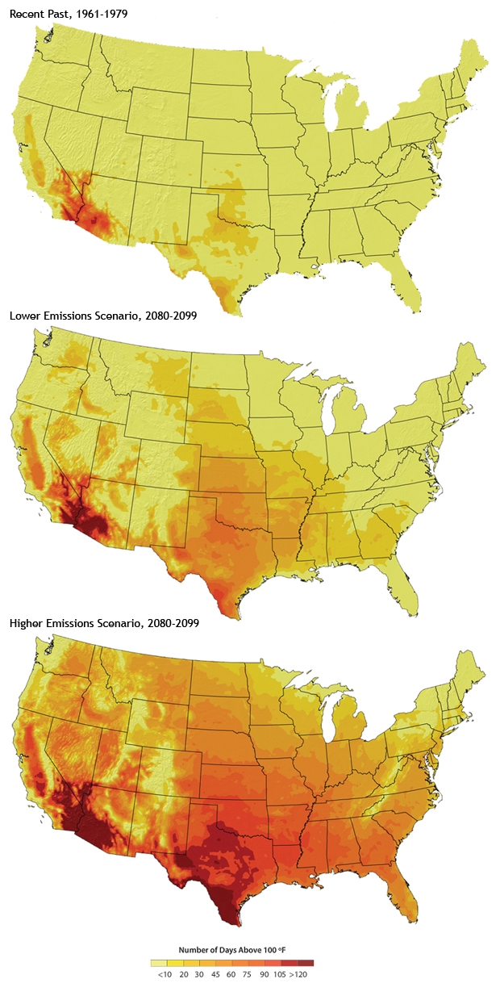 Recent Past, 1961-1979
Lower Emissions Scenario, 2080-2099
Higher Emissions Scenario, 2080-2099
Number of Days Above 100 ºF
<10 20 30 45 60 75 90 105 >120